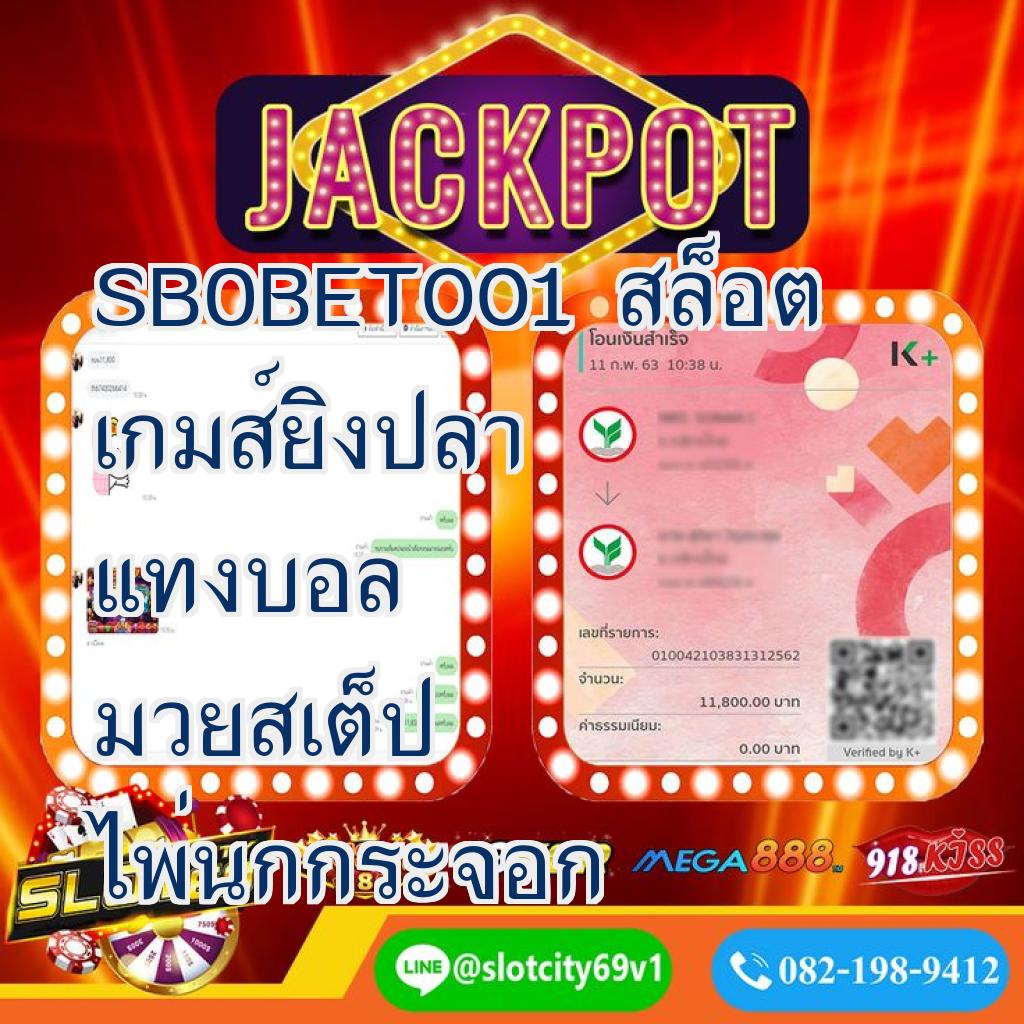 JACKPOT
SBOBET001 สล็อต
เกมส์ยิงปลา
แทงบอล
มวยสเต็ป
ไพ่นกกระจอก
โอนเงินสำเร็จ
11 ก.พ. 63 10:38 น.
K+
เลขที่รายการ:
010042103831312562
จำนวน:
11,800.00 บาท
ค่าธรรมเนียม:
0.00 บาท
Verified by K+
MEGA888
918KISS
LINE @slotcity69v1
082-198-9412